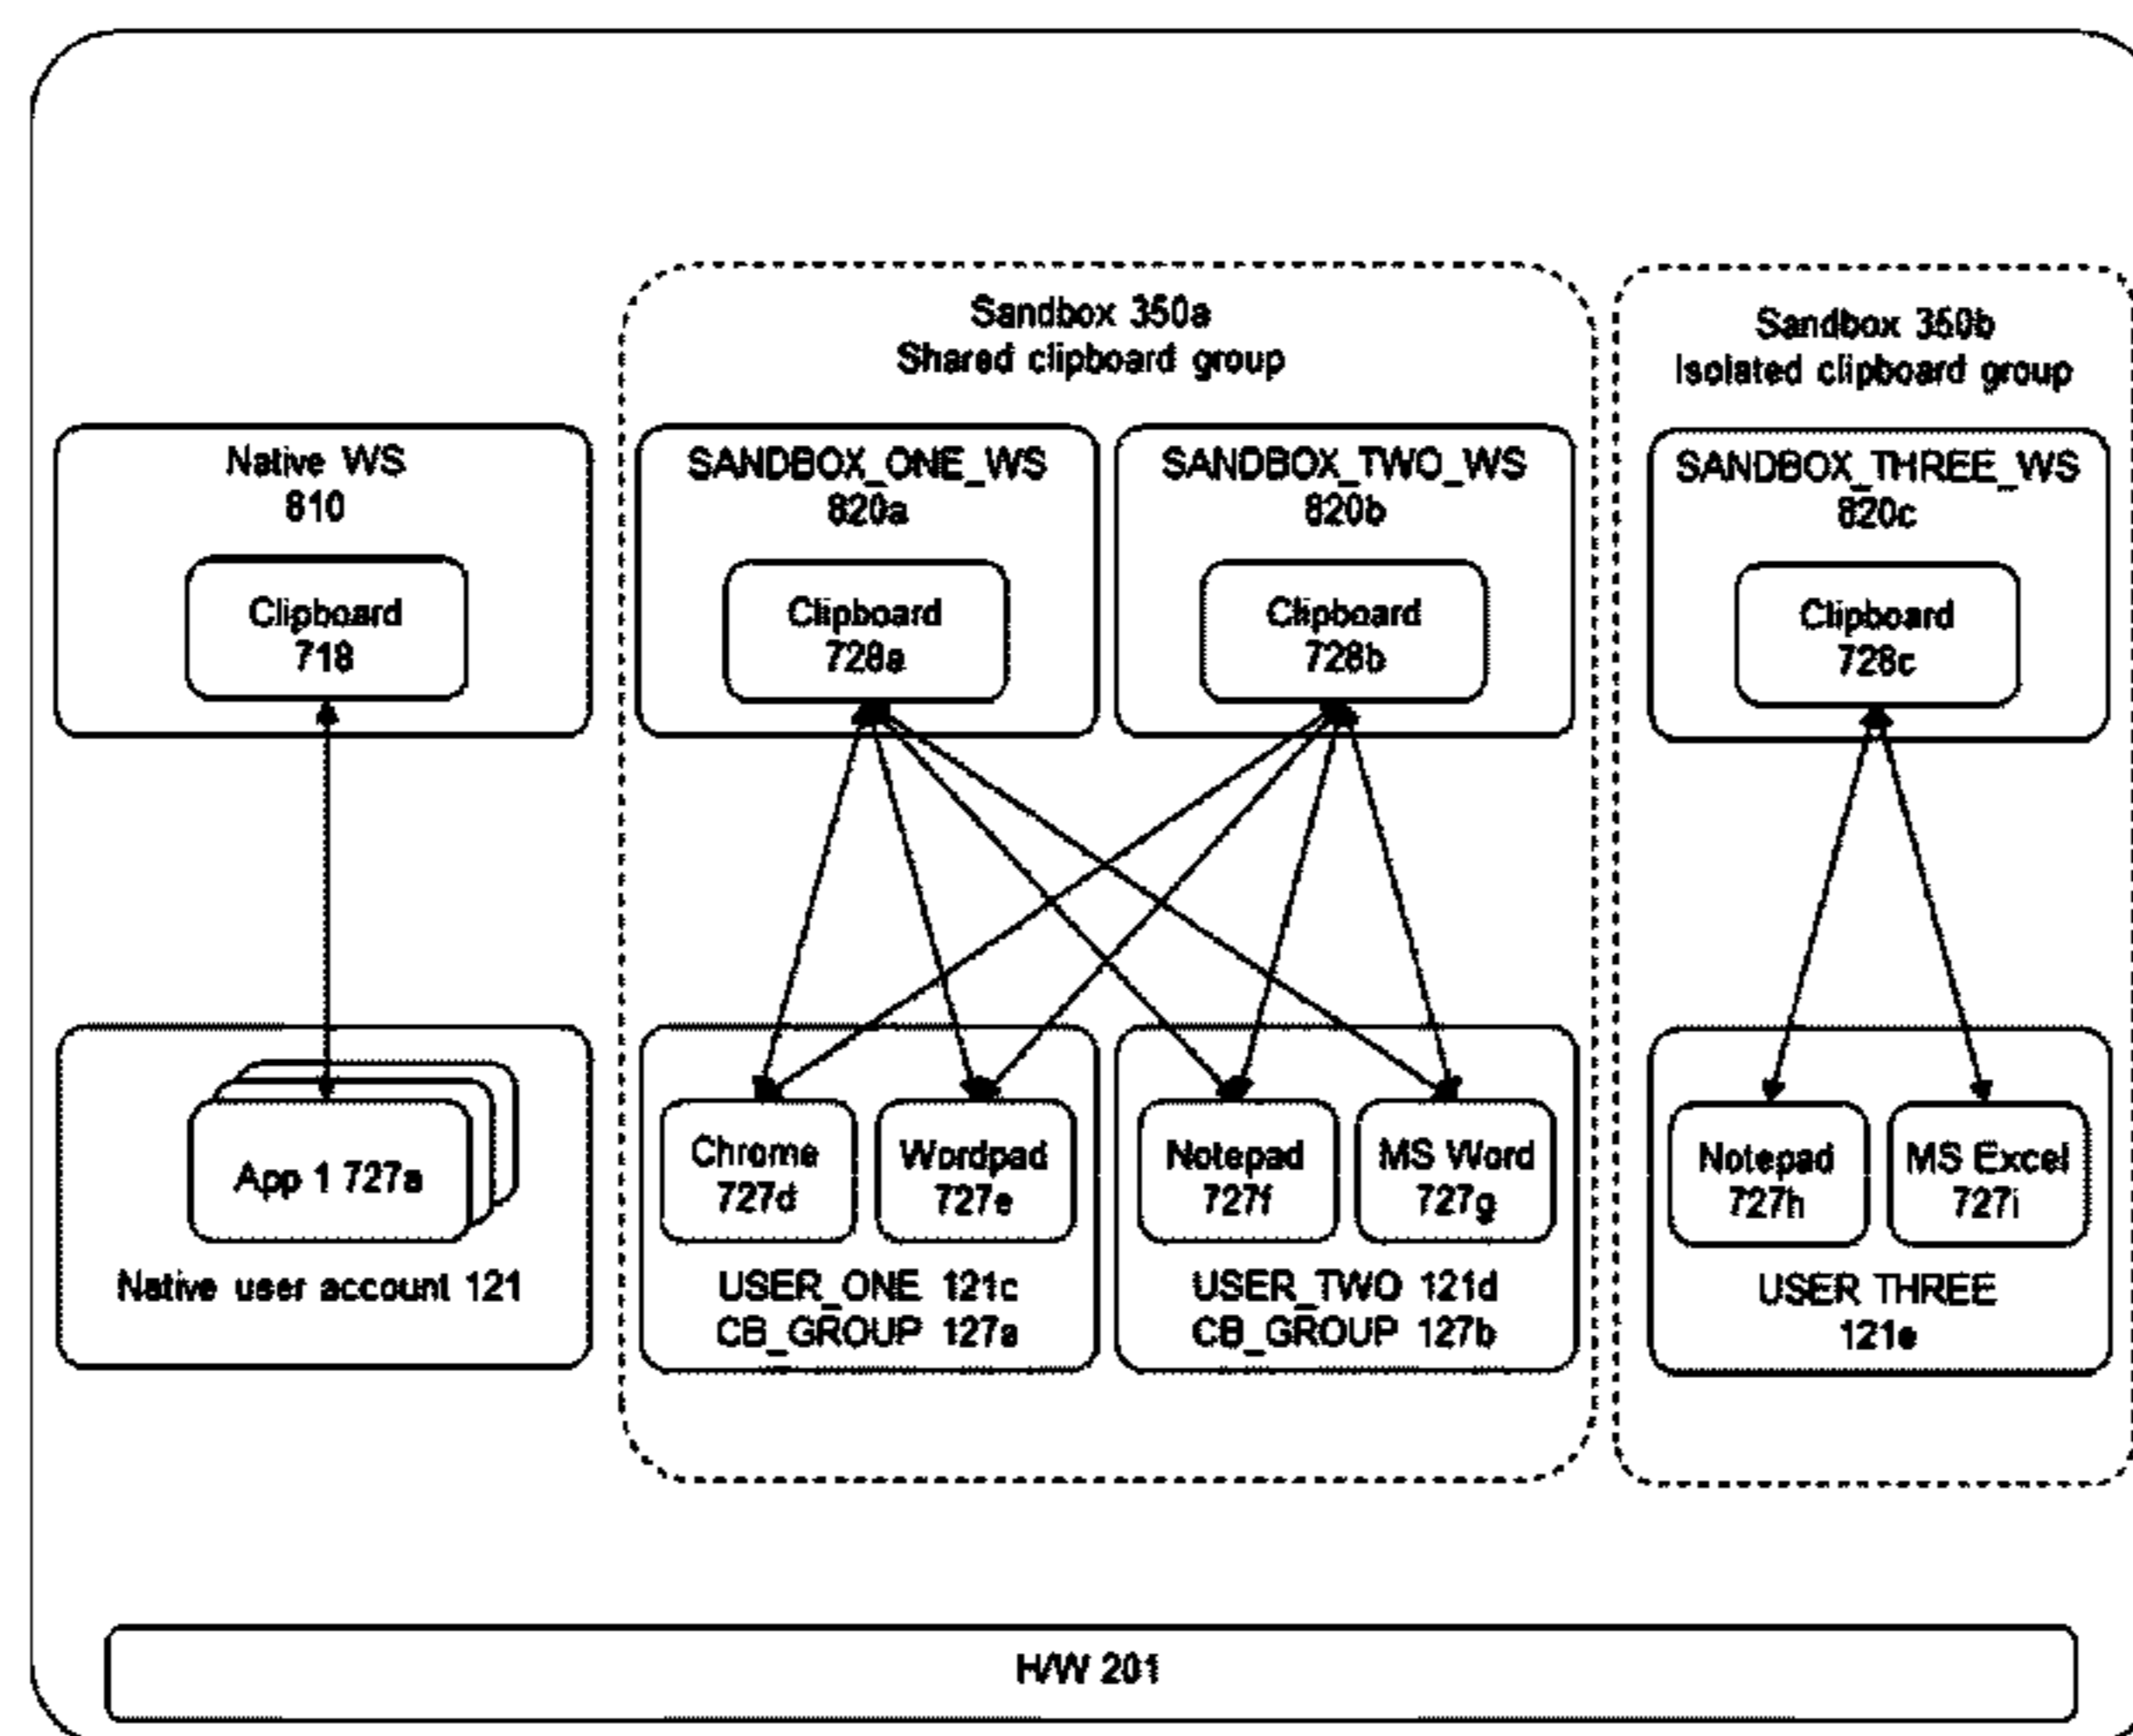 Sandbox 350a
Shared clipboard group
Sandbox 350b
Isolated clipboard group
Native WS
810
Clipboard
718
SANDBOX_ONE_WS
820a
Clipboard
728a
SANDBOX_TWO_WS
820b
Clipboard
728b
SANDBOX_THREE_WS
820c
Clipboard
728c
App 1 727a
Native user account 121
Chrome
727d
Wordpad
727e
USER_ONE 121c
CB_GROUP 127a
Notepad
727f
MS Word
727g
USER_TWO 121d
CB_GROUP 127b
Notepad
727h
MS Excel
727i
USER THREE
121e
H/W 201